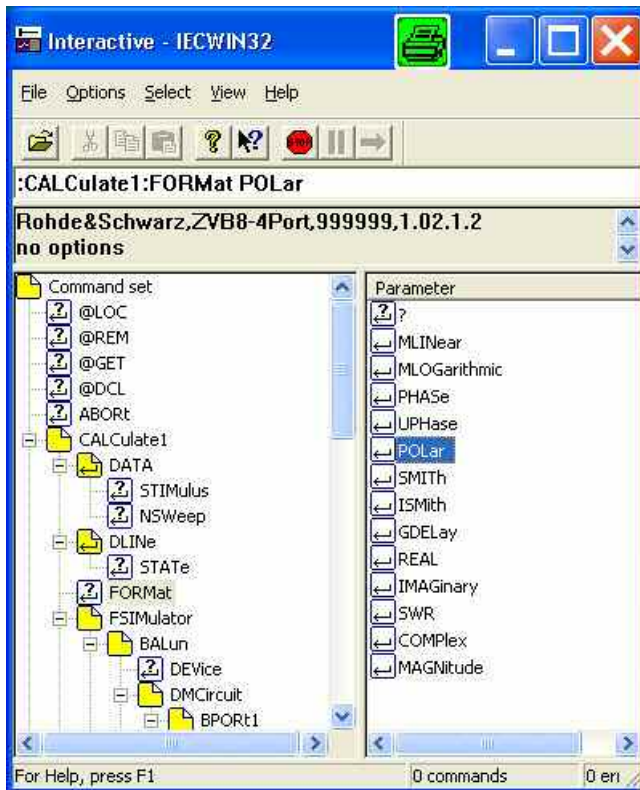 Interactive - IECWIN32
File Options Select View Help
STOP
:CALCulate1:FORMat POLar
Rohde&Schwarz,ZVB8-4Port,999999,1.02.1.2
no options
Command set
@LOC
@REM
@GET
@DCL
ABORt
CALCulate1
DATA
STIMulus
NSWeep
DLINe
STATe
FORMat
FSIMulator
BALun
DEVice
DMCircuit
BPORt1
Parameter
?
MLINear
MLOGarithmic
PHASe
UPHase
POLar
SMITh
ISMith
GDELay
REAL
IMAGinary
SWR
COMPlex
MAGNitude
For Help, press F1
0 commands
0 err